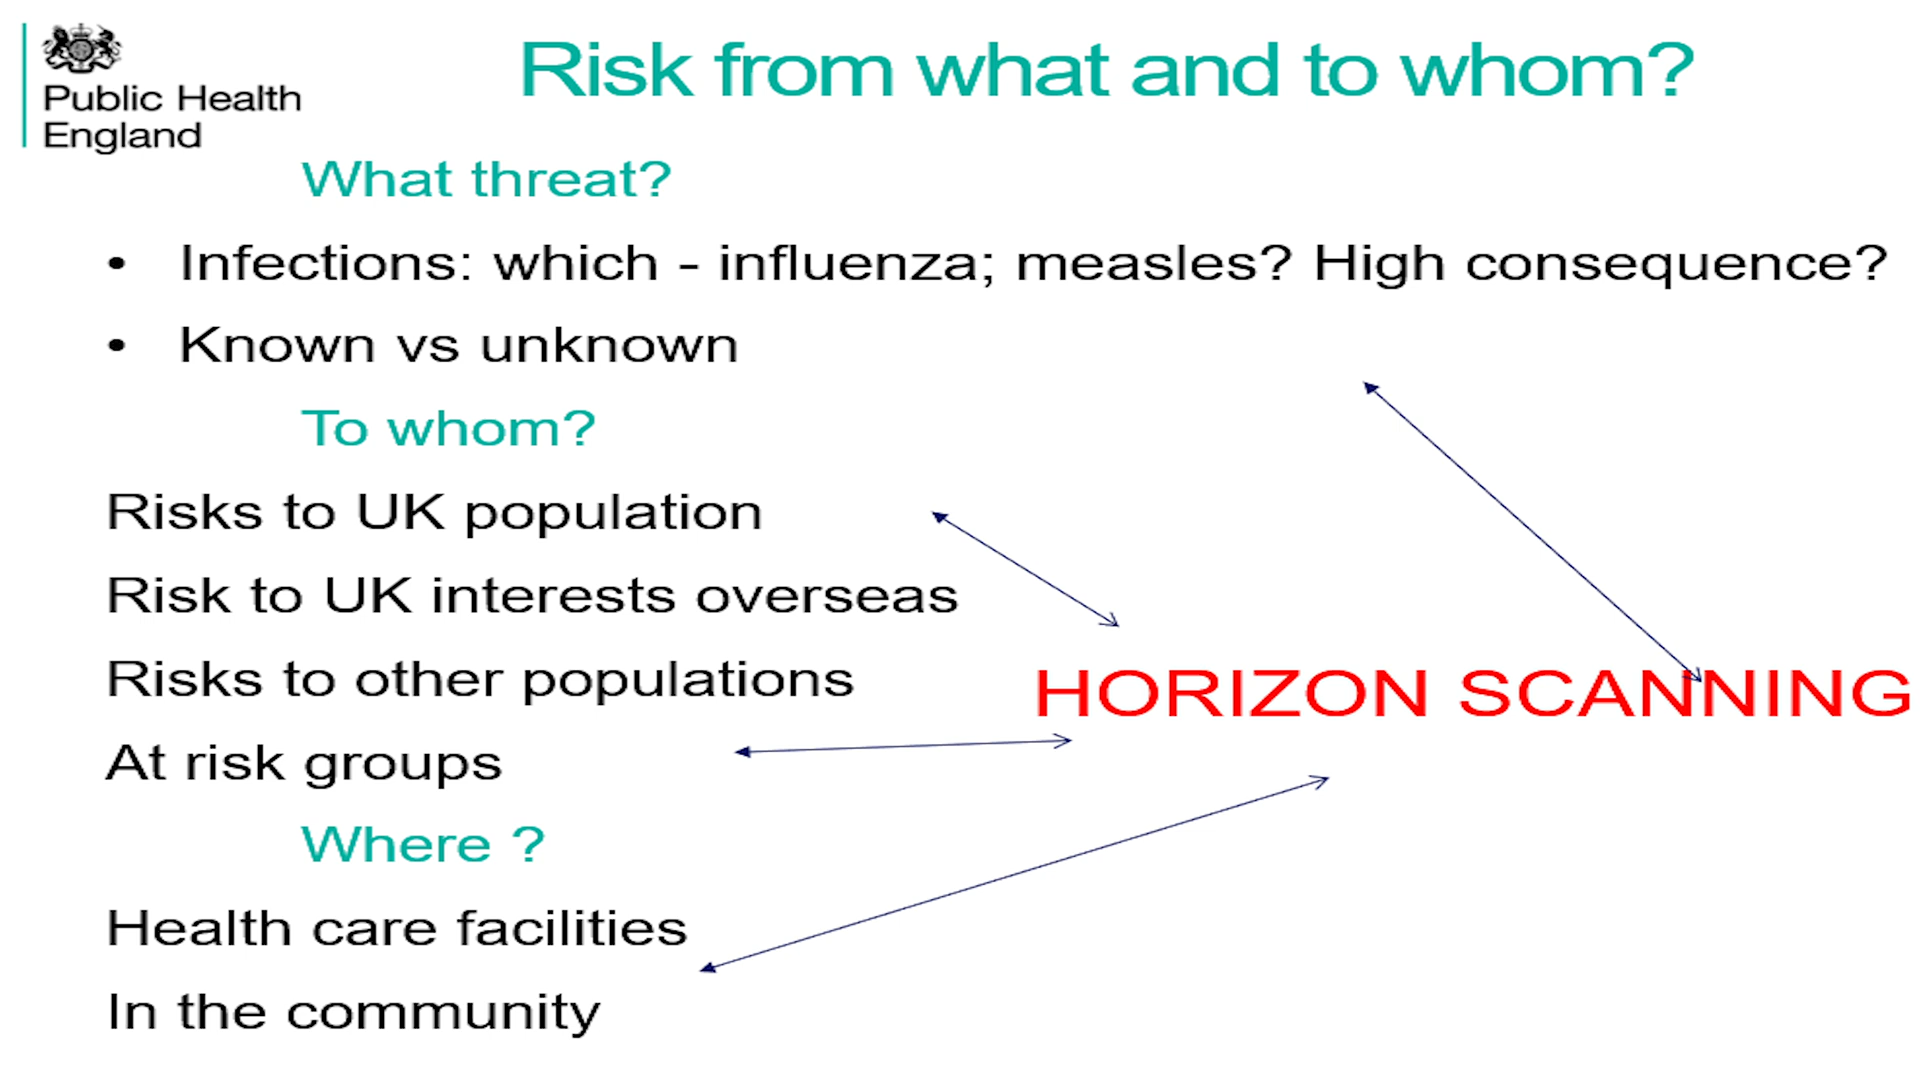 Public Health
England
Risk from what and to whom?
What threat?
• Infections: which - influenza; measles? High consequence?
• Known vs unknown
To whom?
Risks to UK population
Risk to UK interests overseas
Risks to other populations
HORIZON SCANNING
At risk groups
Where ?
Health care facilities
In the community